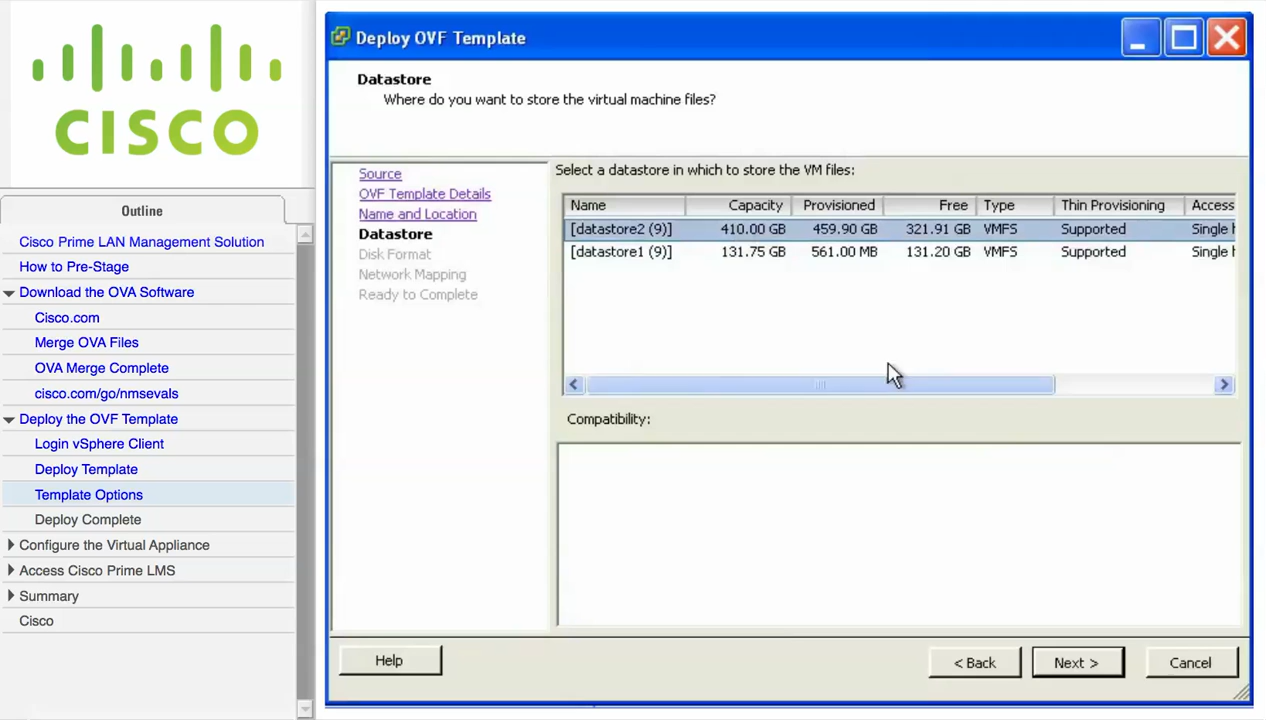 CISCO
Outline
Cisco Prime LAN Management Solution
How to Pre-Stage
Download the OVA Software
Cisco.com
Merge OVA Files
OVA Merge Complete
cisco.com/go/nmsevals
Deploy the OVF Template
Login vSphere Client
Deploy Template
Template Options
Deploy Complete
Configure the Virtual Appliance
Access Cisco Prime LMS
Summary
Cisco
Deploy OVF Template
Datastore
Where do you want to store the virtual machine files?
Source
OVF Template Details
Name and Location
Datastore
Disk Format
Network Mapping
Ready to Complete
Select a datastore in which to store the VM files:
Name Capacity Provisioned Free Type Thin Provisioning Access
[datastore2 (9)] 410.00 GB 459.90 GB 321.91 GB VMFS Supported Single
[datastore1 (9)] 131.75 GB 561.00 MB 131.20 GB VMFS Supported Single
Compatibility:
Help
< Back
Next >
Cancel